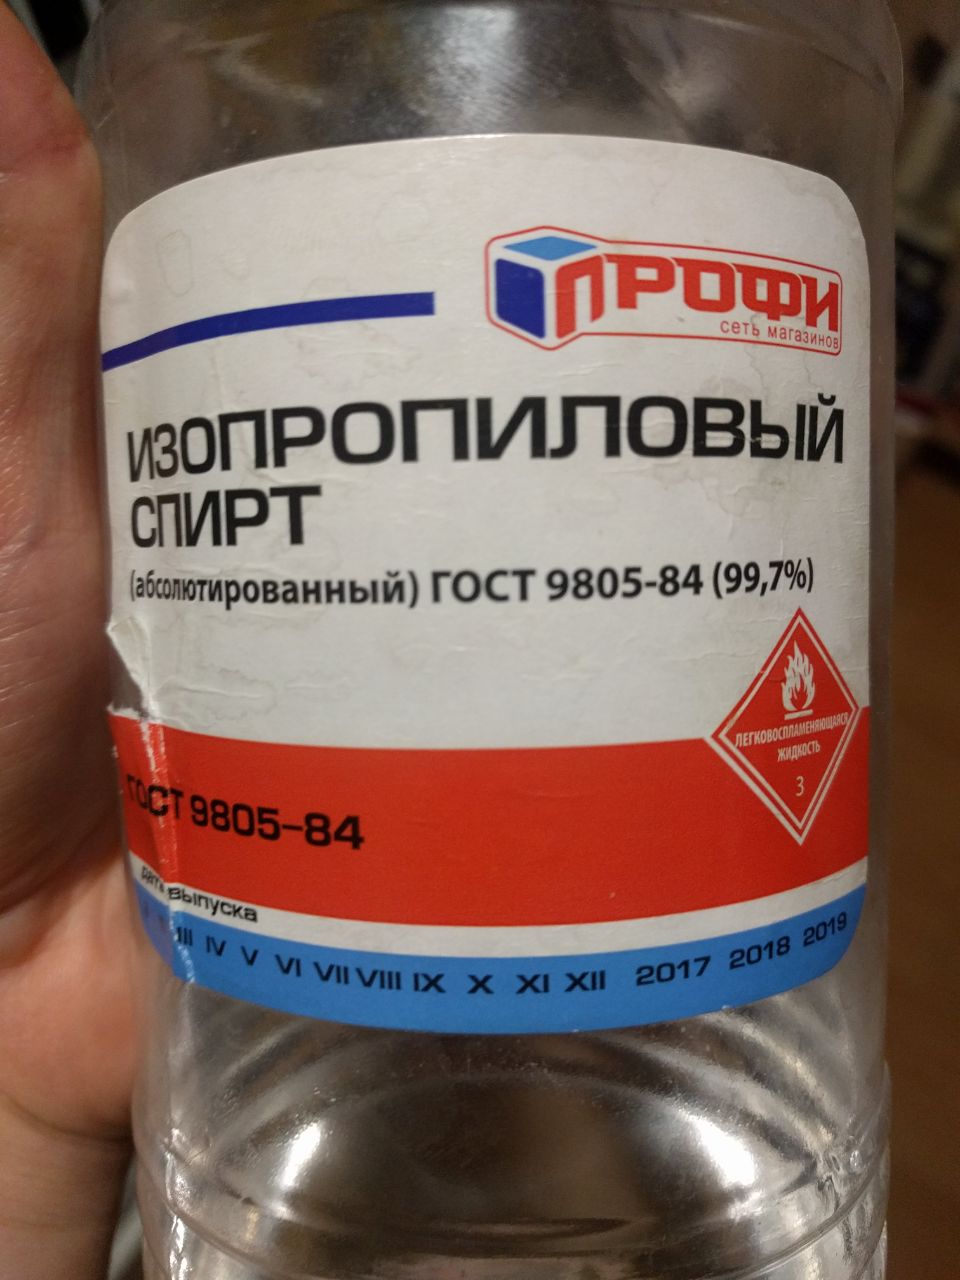 ПРОФИ
сеть магазинов
ИЗОПРОПИЛОВЫЙ
СПИРТ
(абсолютированный) ГОСТ 9805-84 (99,7%)
ЛЕГКОВОСПЛАМЕНЯЮЩАЯСЯ
ЖИДКОСТЬ
3
ГОСТ 9805-84
дата выпуска
III IV V VI VII VIII IX X XI XII 2017 2018 2019